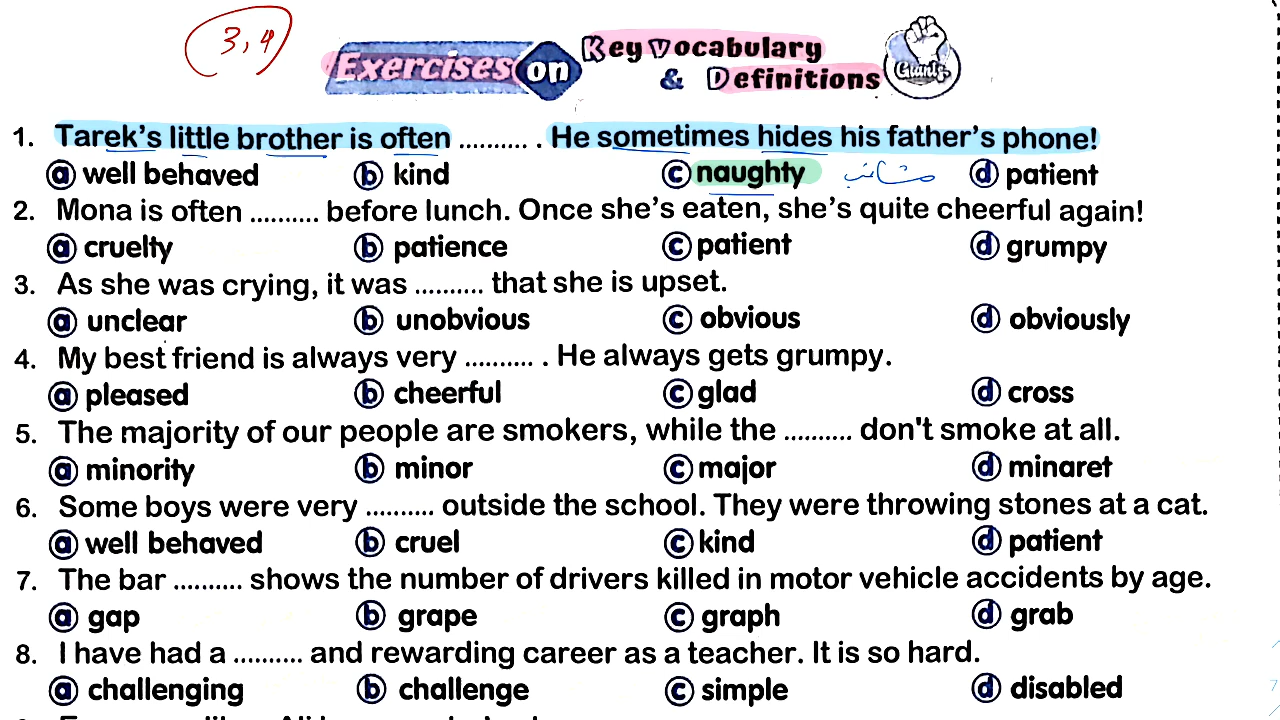 3,4
Exercises on Key Vocabulary
& Definitions
Giants
1. Tarek's little brother is often .......... . He sometimes hides his father's phone!
ⓐ well behaved ⓑ kind ⓒ naughty مشاغب ⓓ patient
2. Mona is often .......... before lunch. Once she's eaten, she's quite cheerful again!
ⓐ cruelty ⓑ patience ⓒ patient ⓓ grumpy
3. As she was crying, it was .......... that she is upset.
ⓐ unclear ⓑ unobvious ⓒ obvious ⓓ obviously
4. My best friend is always very .......... . He always gets grumpy.
ⓐ pleased ⓑ cheerful ⓒ glad ⓓ cross
5. The majority of our people are smokers, while the .......... don't smoke at all.
ⓐ minority ⓑ minor ⓒ major ⓓ minaret
6. Some boys were very .......... outside the school. They were throwing stones at a cat.
ⓐ well behaved ⓑ cruel ⓒ kind ⓓ patient
7. The bar .......... shows the number of drivers killed in motor vehicle accidents by age.
ⓐ gap ⓑ grape ⓒ graph ⓓ grab
8. I have had a .......... and rewarding career as a teacher. It is so hard.
ⓐ challenging ⓑ challenge ⓒ simple ⓓ disabled